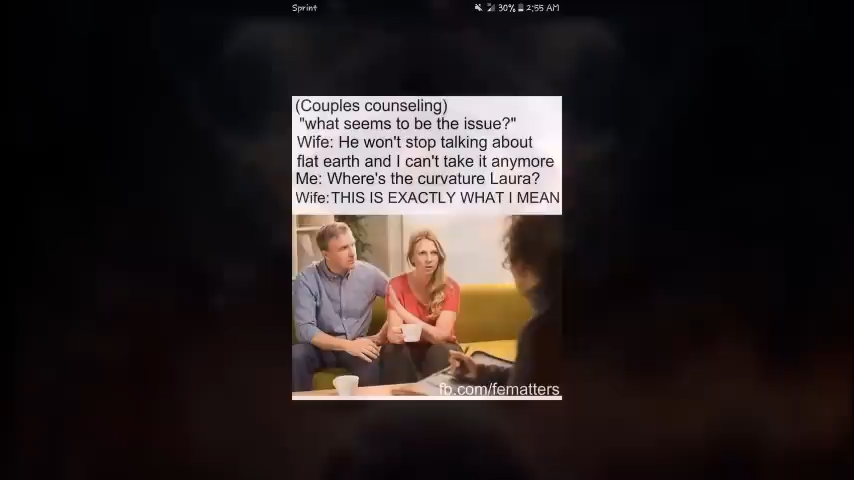 Sprint
30% 2:55 AM
(Couples counseling)
"what seems to be the issue?"
Wife: He won't stop talking about
flat earth and I can't take it anymore
Me: Where's the curvature Laura?
Wife:THIS IS EXACTLY WHAT I MEAN
fb.com/fematters